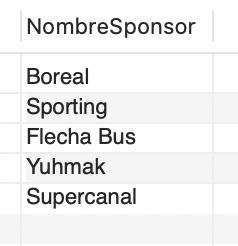 NombreSponsor
Boreal
Sporting
Flecha Bus
Yuhmak
Supercanal